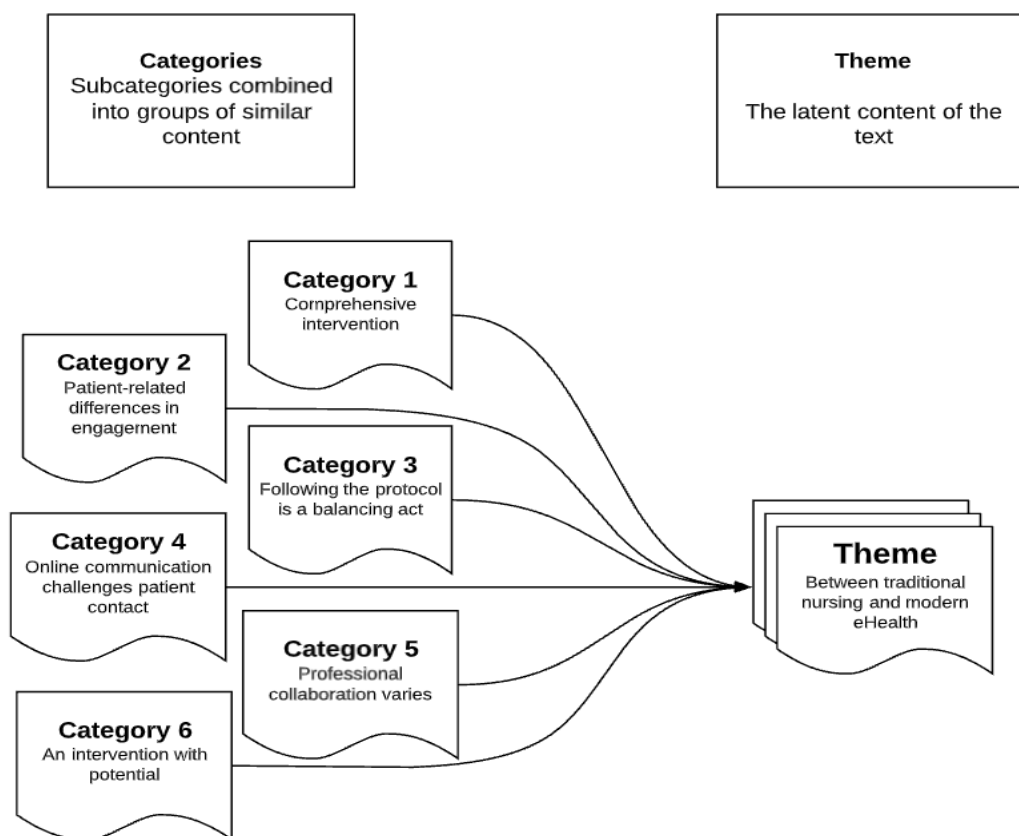 Categories
Subcategories combined
into groups of similar
content
Theme
The latent content of the
text
Category 1
Comprehensive
intervention
Category 2
Patient-related
differences in
engagement
Category 3
Following the protocol
is a balancing act
Category 4
Online communication
challenges patient
contact
Category 5
Professional
collaboration varies
Category 6
An intervention with
potential
Theme
Between traditional
nursing and modern
eHealth